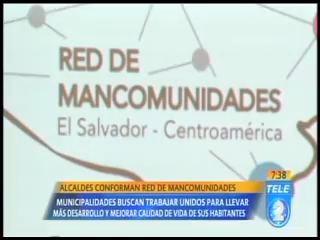 RED DE
MANCOMUNIDADES
El Salvador - Centroamérica
7:38
ALCALDES CONFORMAN RED DE MANCOMUNIDADES
TELE
2
MUNICIPALIDADES BUSCAN TRABAJAR UNIDOS PARA LLEVAR
MÁS DESARROLLO Y MEJORAR CALIDAD DE VIDA DE SUS HABITANTES